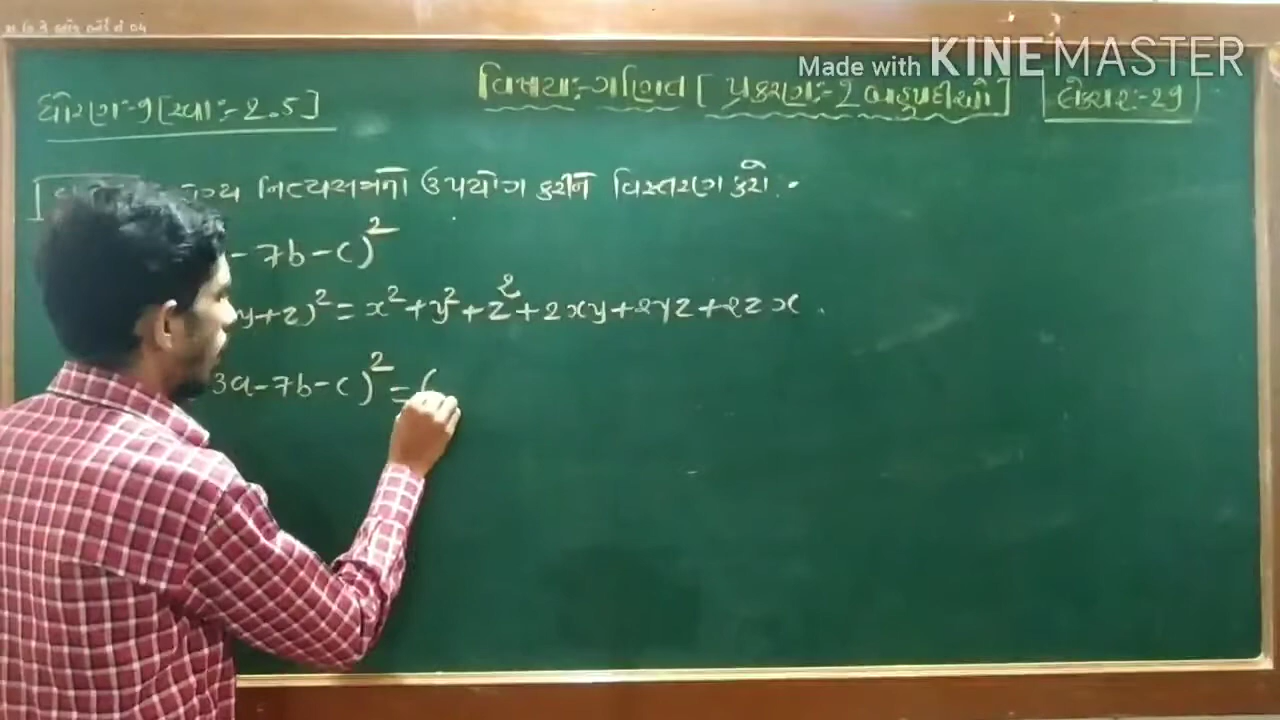 Made with KINEMASTER
વિષય:-ગણિત [ પ્રકરણ:-2 બહુપદીઓ ] લેક્ચર:-29
ધોરણ-9 [સ્વા:-2.5]
નિત્યસમનો ઉપયોગ કરીને વિસ્તરણ કરો.
- 7b - c)²
y+z)² = x² + y² + z² + 2xy + 2yz + 2zx.
3a - 7b - c)² = (